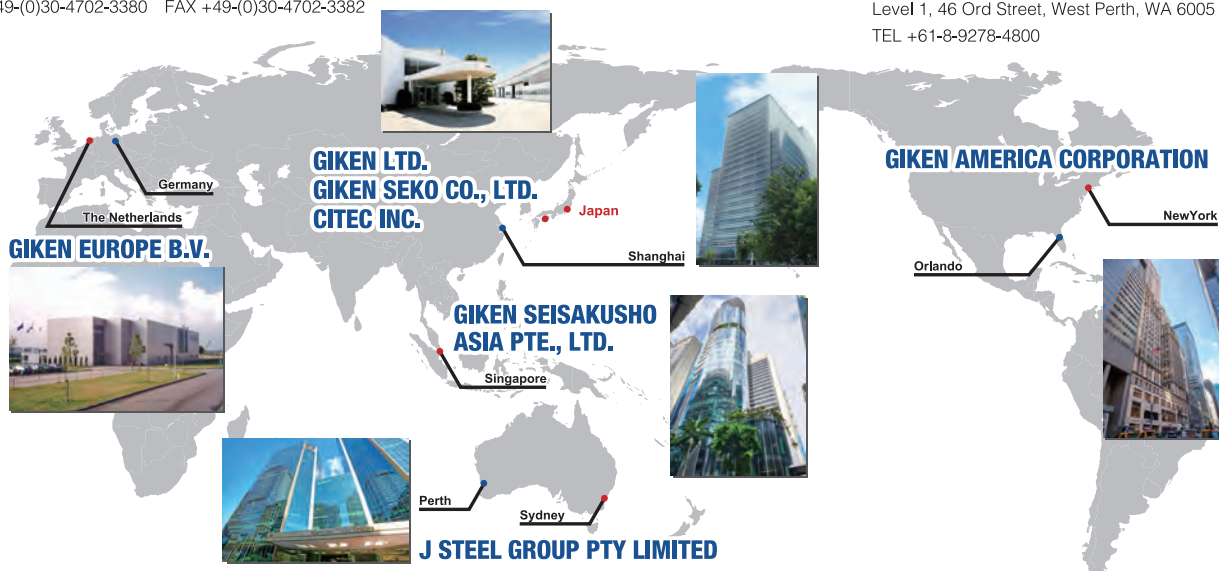 49-(0)30-4702-3380 FAX +49-(0)30-4702-3382
Level 1, 46 Ord Street, West Perth, WA 6005
TEL +61-8-9278-4800
GIKEN LTD.
GIKEN SEKO CO., LTD.
CITEC INC.
GIKEN AMERICA CORPORATION
Germany
The Netherlands
GIKEN EUROPE B.V.
Japan
Shanghai
NewYork
Orlando
GIKEN SEISAKUSHO
ASIA PTE., LTD.
Singapore
Perth
Sydney
J STEEL GROUP PTY LIMITED